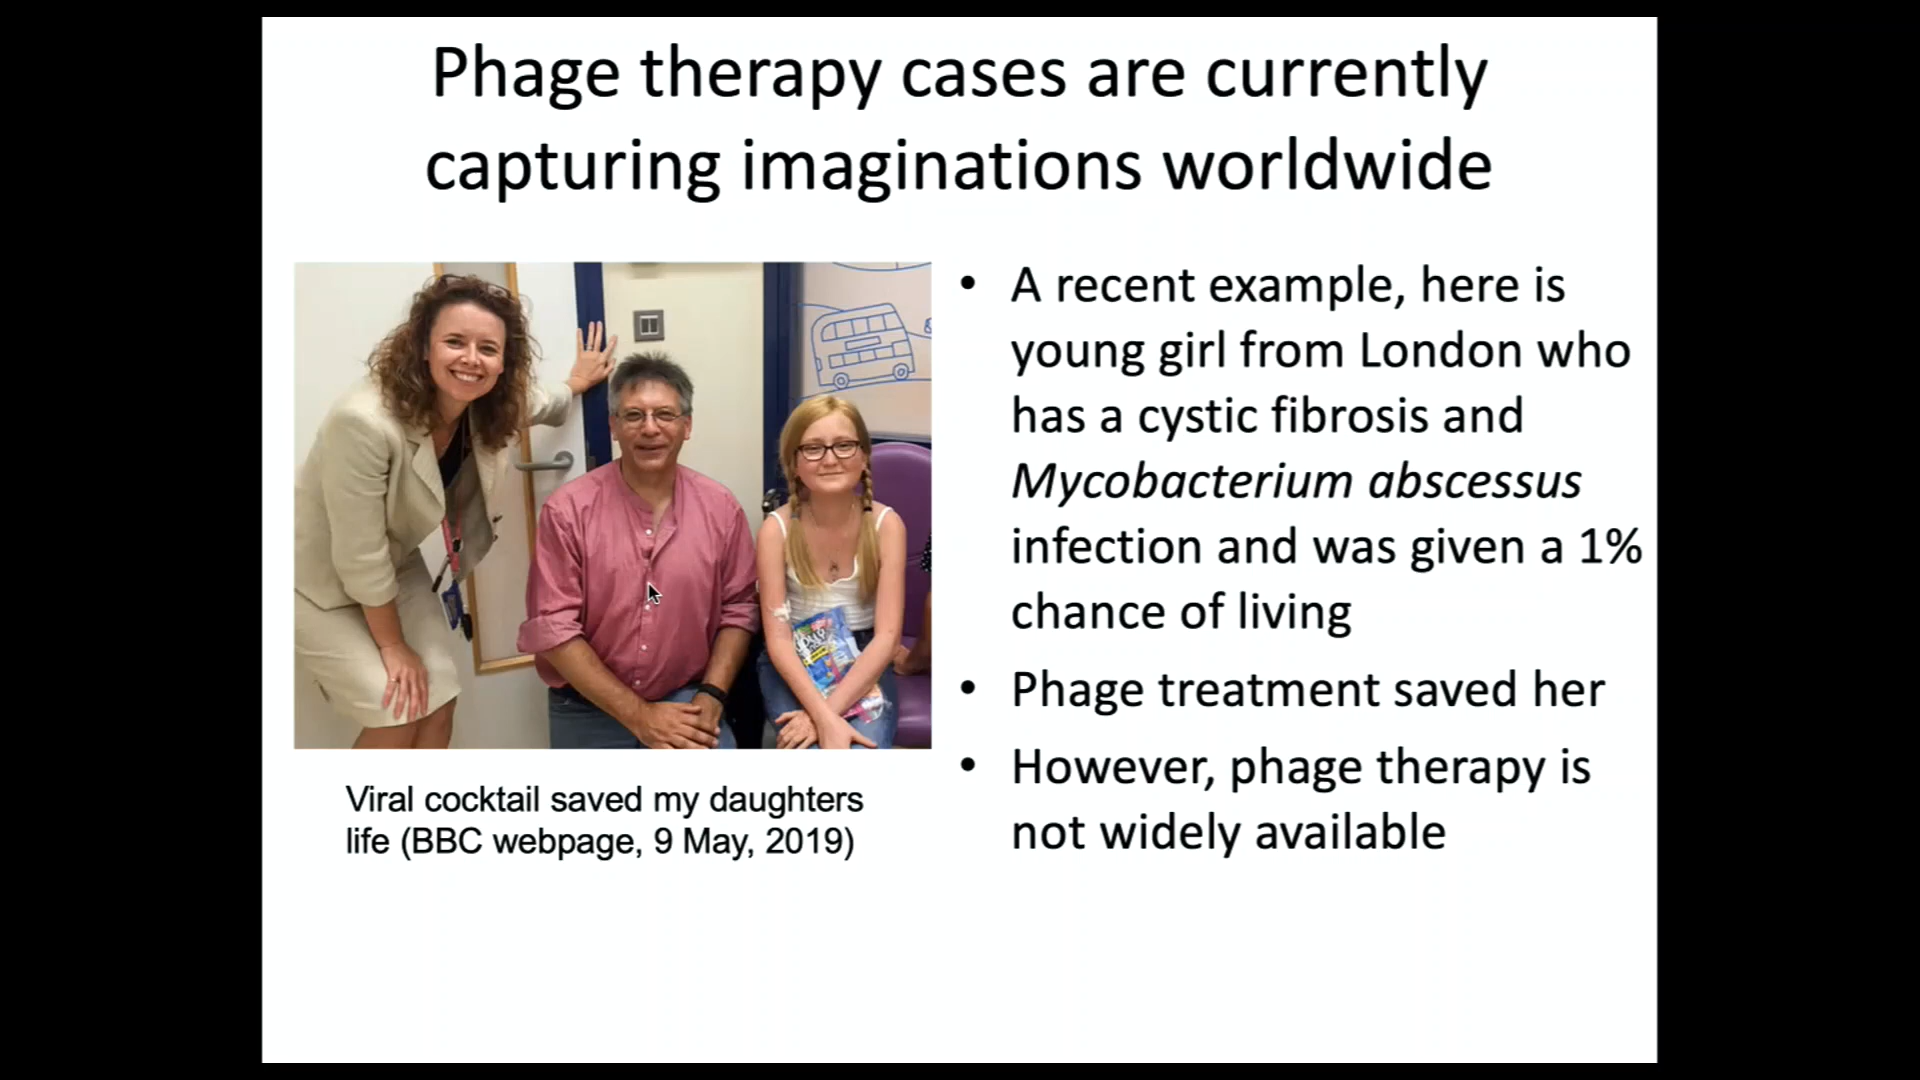 Phage therapy cases are currently
capturing imaginations worldwide
• A recent example, here is
young girl from London who
has a cystic fibrosis and
Mycobacterium abscessus
infection and was given a 1%
chance of living
• Phage treatment saved her
• However, phage therapy is
not widely available
Viral cocktail saved my daughters
life (BBC webpage, 9 May, 2019)